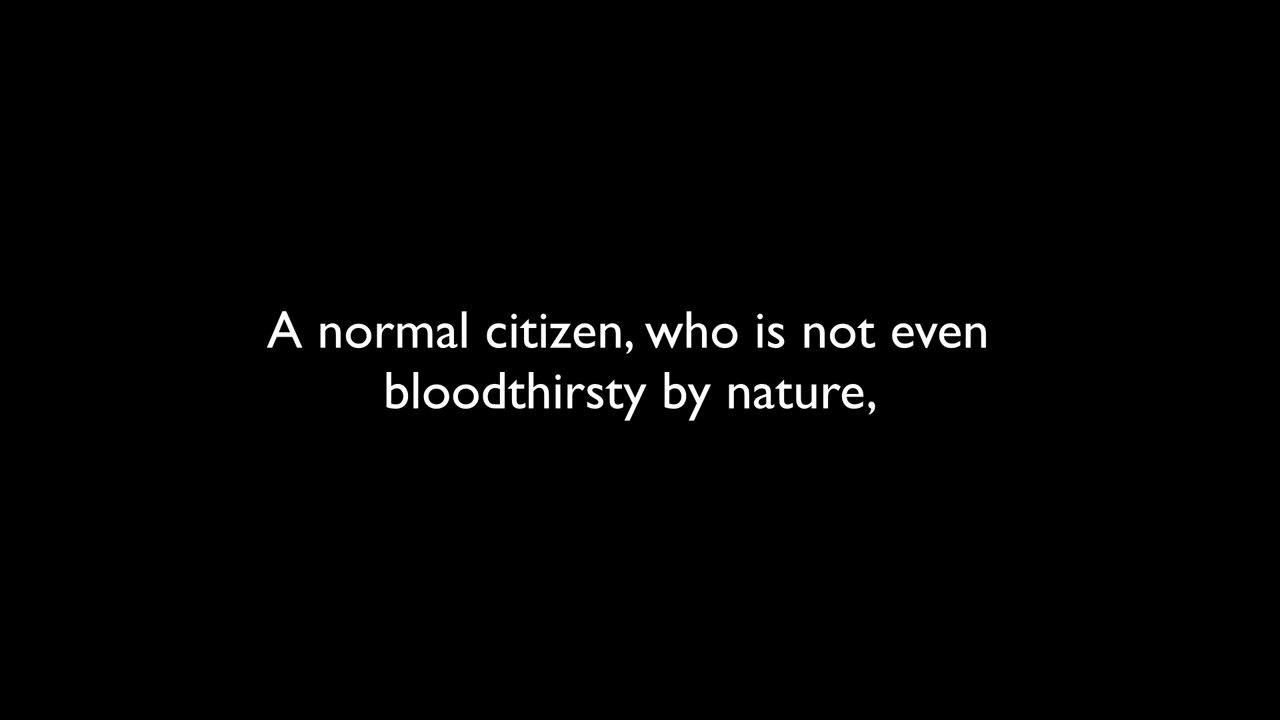 A normal citizen, who is not even
bloodthirsty by nature,